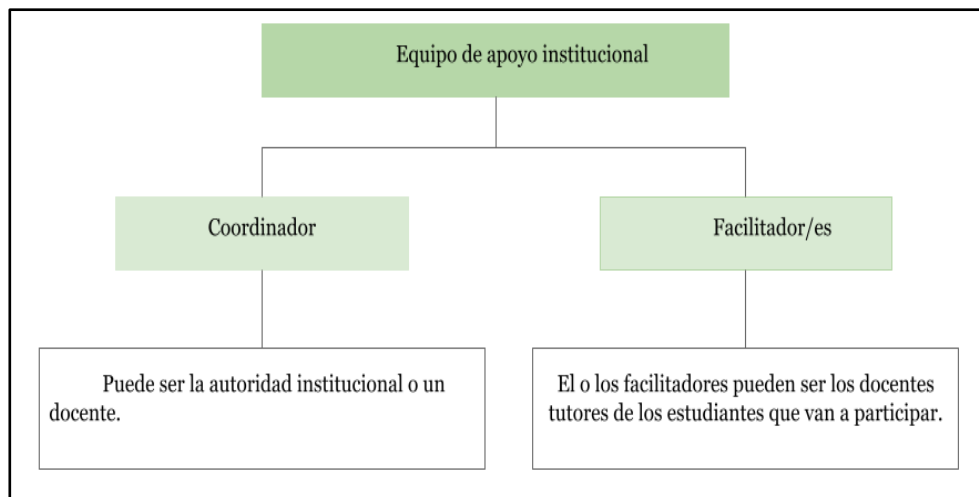 Equipo de apoyo institucional
Coordinador
Facilitador/es
Puede ser la autoridad institucional o un
docente.
El o los facilitadores pueden ser los docentes
tutores de los estudiantes que van a participar.